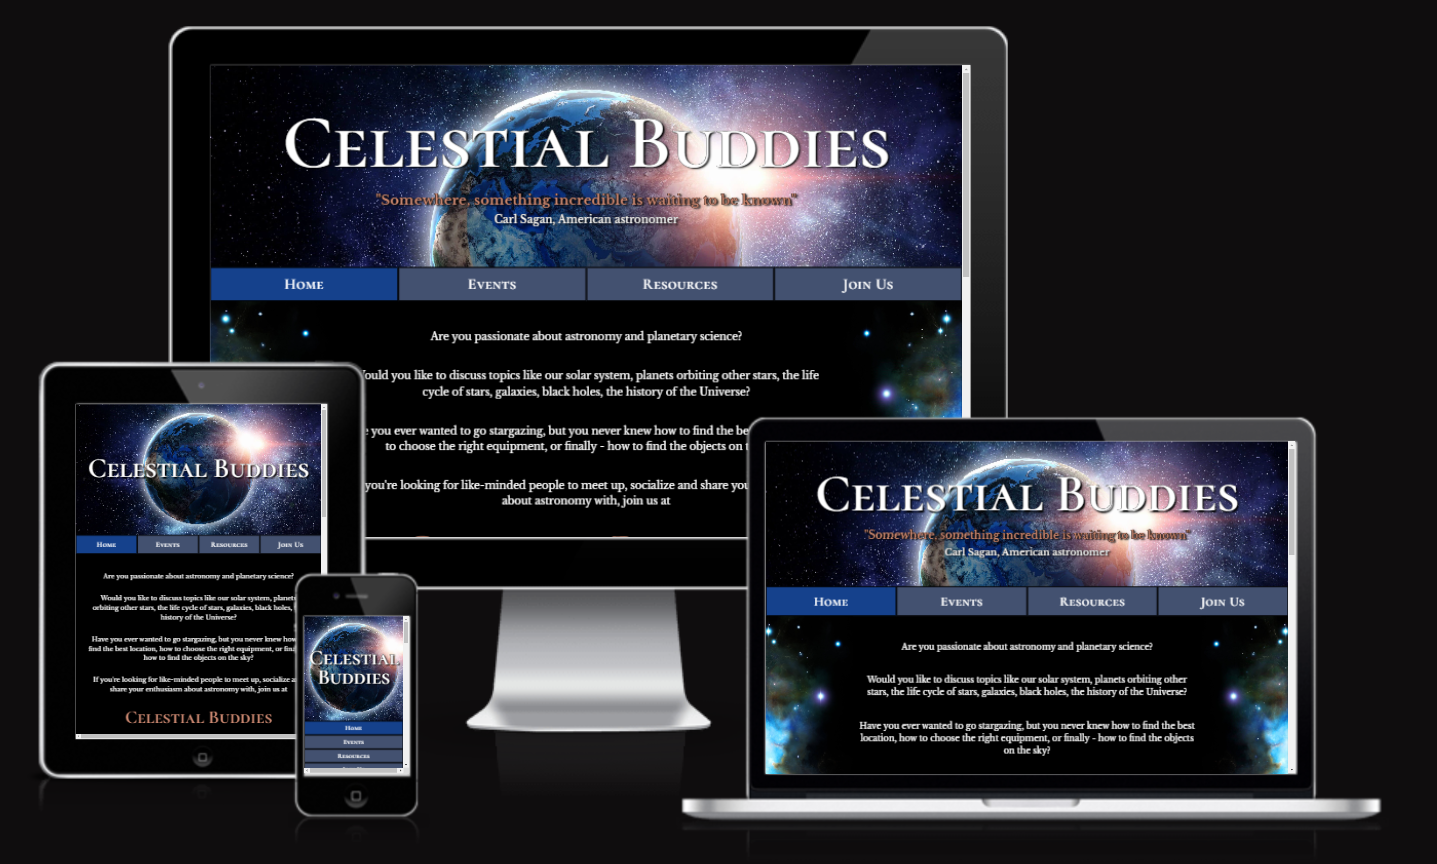 Celestial Buddies
"Somewhere, something incredible is waiting to be known"
Carl Sagan, American astronomer
Home Events Resources Join Us
Are you passionate about astronomy and planetary science?
ould you like to discuss topics like our solar system, planets orbiting other stars, the life
cycle of stars, galaxies, black holes, the history of the Universe?
you ever wanted to go stargazing, but you never knew how to find the bes
to choose the right equipment, or finally - how to find the objects on
you're looking for like-minded people to meet up, socialize and share you
about astronomy with, join us at
Celestial Buddies
Home Events Resources Join Us
Are you passionate about astronomy and planetary science?
Would you like to discuss topics like our solar system, planets
orbiting other stars, the life cycle of stars, galaxies, black holes,
history of the Universe?
Have you ever wanted to go stargazing, but you never knew how
find the best location, how to choose the right equipment, or fin
how to find the objects on the sky?
If you're looking for like-minded people to meet up, socialize a
share your enthusiasm about astronomy with, join us at
Celestial Buddies
Celestial
Buddies
Home
Events
Resources
Celestial Buddies
"Somewhere, something incredible is waiting to be known"
Carl Sagan, American astronomer
Home Events Resources Join Us
Are you passionate about astronomy and planetary science?
Would you like to discuss topics like our solar system, planets orbiting other
stars, the life cycle of stars, galaxies, black holes, the history of the Universe?
Have you ever wanted to go stargazing, but you never knew how to find the best
location, how to choose the right equipment, or finally - how to find the objects
on the sky?